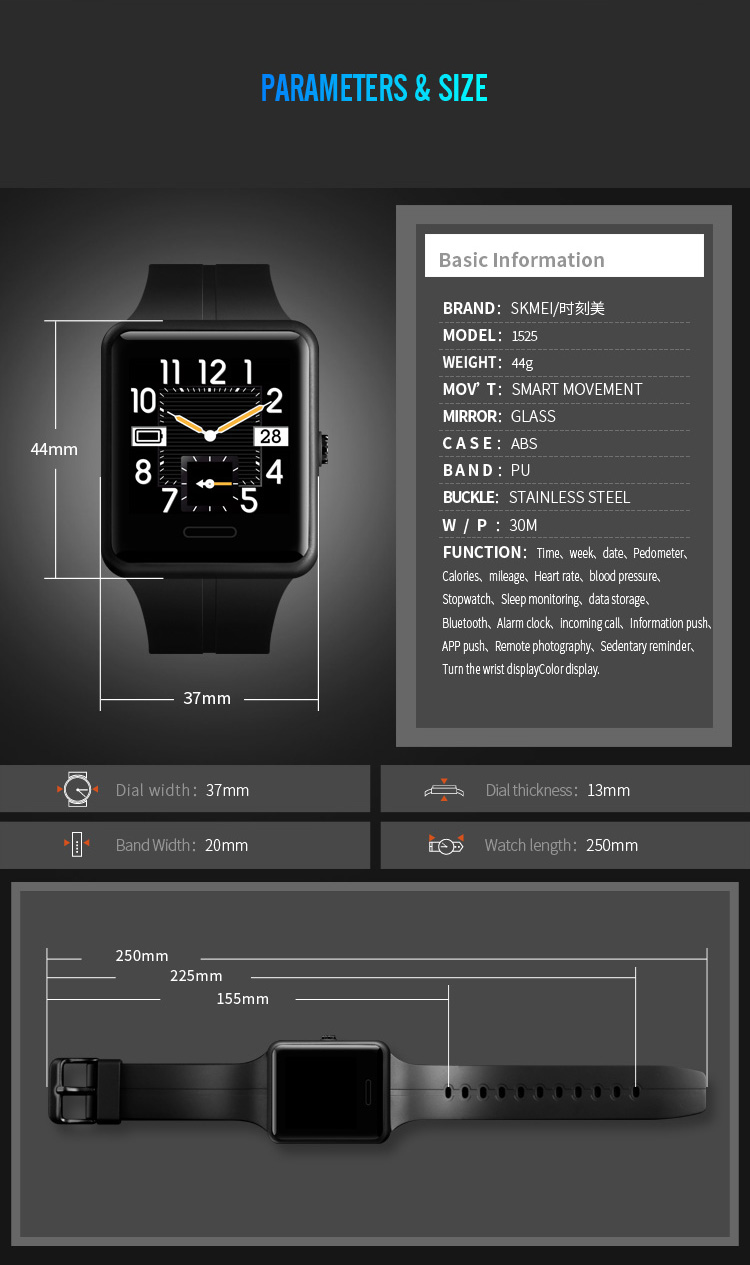 PARAMETERS & SIZE
11 12 1
10 2
28
8 4
7 5
44mm
37mm
Basic Information
BRAND: SKMEI/时刻美
MODEL: 1525
WEIGHT: 44g
MOV' T: SMART MOVEMENT
MIRROR: GLASS
CASE: ABS
BAND: PU
BUCKLE: STAINLESS STEEL
W / P : 30M
FUNCTION: Time、week、date、Pedometer、
Calories、mileage、Heart rate、blood pressure、
Stopwatch、Sleep monitoring、data storage、
Bluetooth、Alarm clock、incoming call、Information push、
APP push、Remote photography、Sedentary reminder、
Turn the wrist displayColor display.
Dial width: 37mm
Dial thickness: 13mm
Band Width: 20mm
Watch length: 250mm
250mm
225mm
155mm